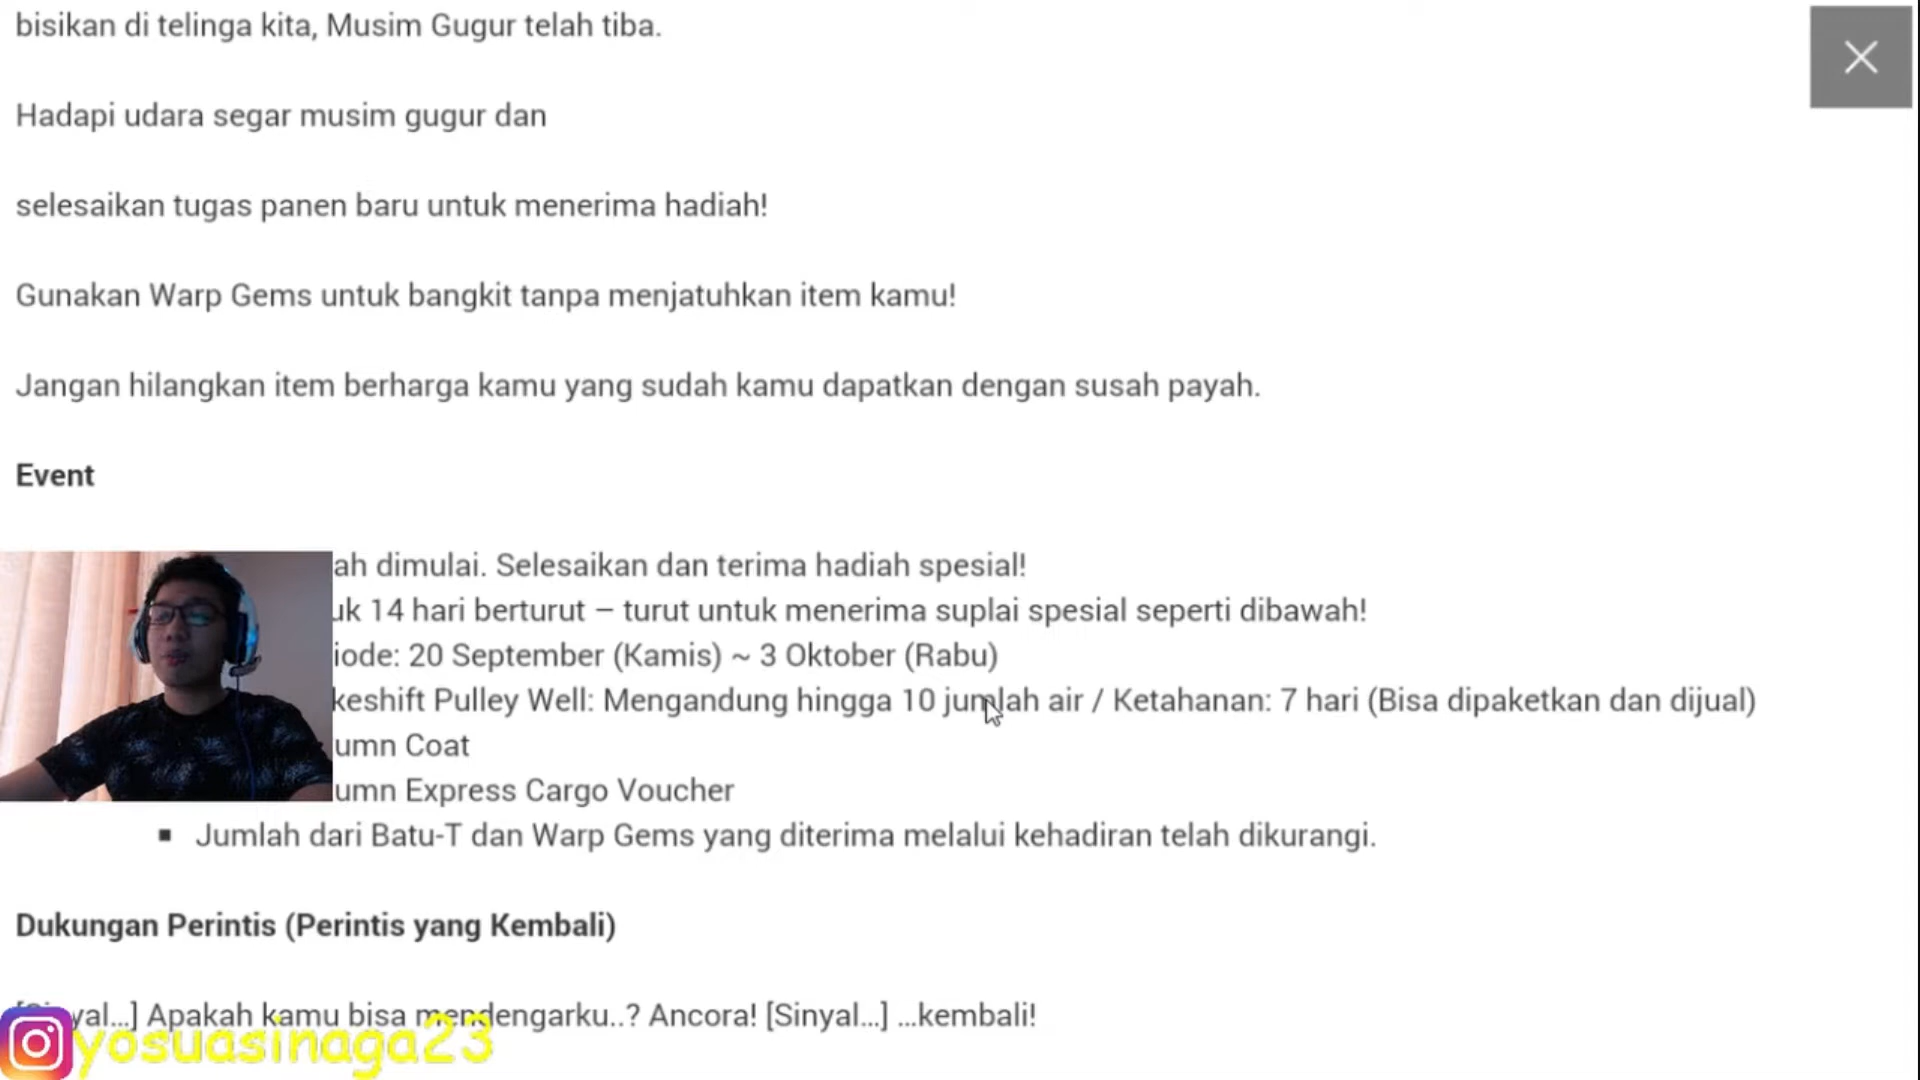 bisikan di telinga kita, Musim Gugur telah tiba.
Hadapi udara segar musim gugur dan
selesaikan tugas panen baru untuk menerima hadiah!
Gunakan Warp Gems untuk bangkit tanpa menjatuhkan item kamu!
Jangan hilangkan item berharga kamu yang sudah kamu dapatkan dengan susah payah.
Event
ah dimulai. Selesaikan dan terima hadiah spesial!
uk 14 hari berturut – turut untuk menerima suplai spesial seperti dibawah!
iode: 20 September (Kamis) ~ 3 Oktober (Rabu)
keshift Pulley Well: Mengandung hingga 10 jumlah air / Ketahanan: 7 hari (Bisa dipaketkan dan dijual)
umn Coat
umn Express Cargo Voucher
▪ Jumlah dari Batu-T dan Warp Gems yang diterima melalui kehadiran telah dikurangi.
Dukungan Perintis (Perintis yang Kembali)
[Sinyal…] Apakah kamu bisa mendengarku..? Ancora! [Sinyal…] …kembali!
yosuasinaga23